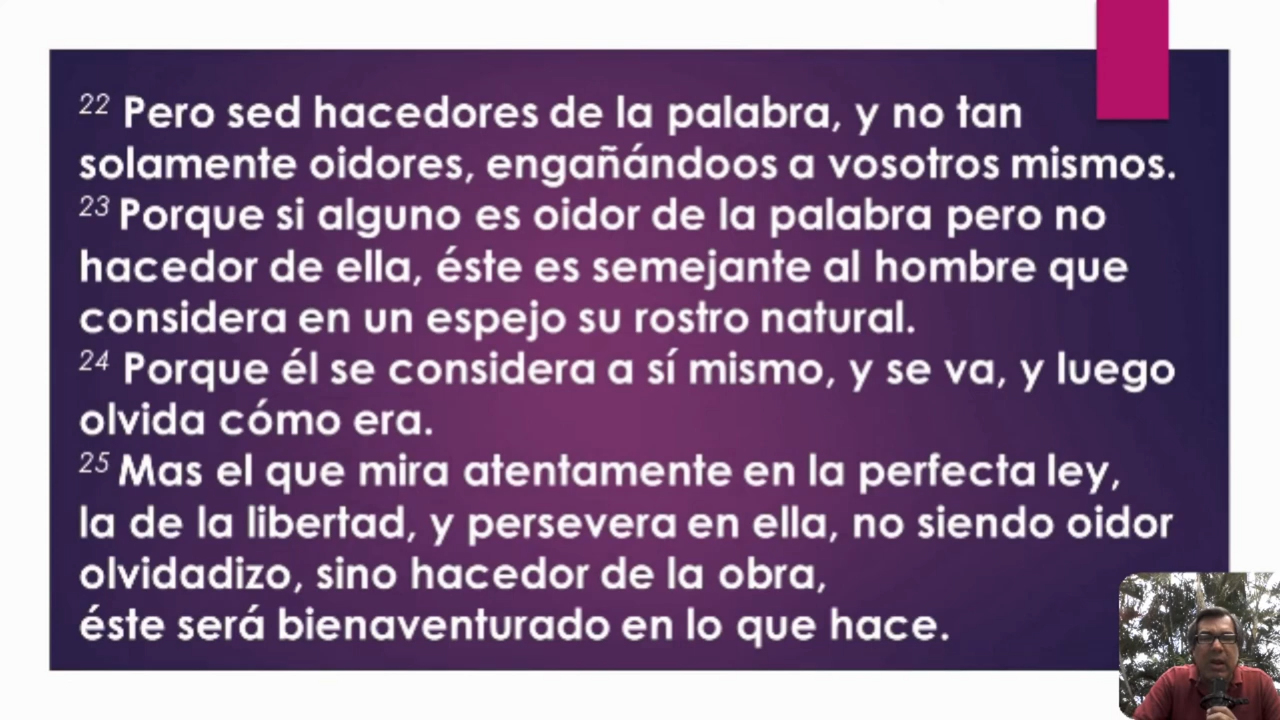 22 Pero sed hacedores de la palabra, y no tan
solamente oidores, engañándoos a vosotros mismos.
23 Porque si alguno es oidor de la palabra pero no
hacedor de ella, éste es semejante al hombre que
considera en un espejo su rostro natural.
24 Porque él se considera a sí mismo, y se va, y luego
olvida cómo era.
25 Mas el que mira atentamente en la perfecta ley,
la de la libertad, y persevera en ella, no siendo oidor
olvidadizo, sino hacedor de la obra,
éste será bienaventurado en lo que hace.